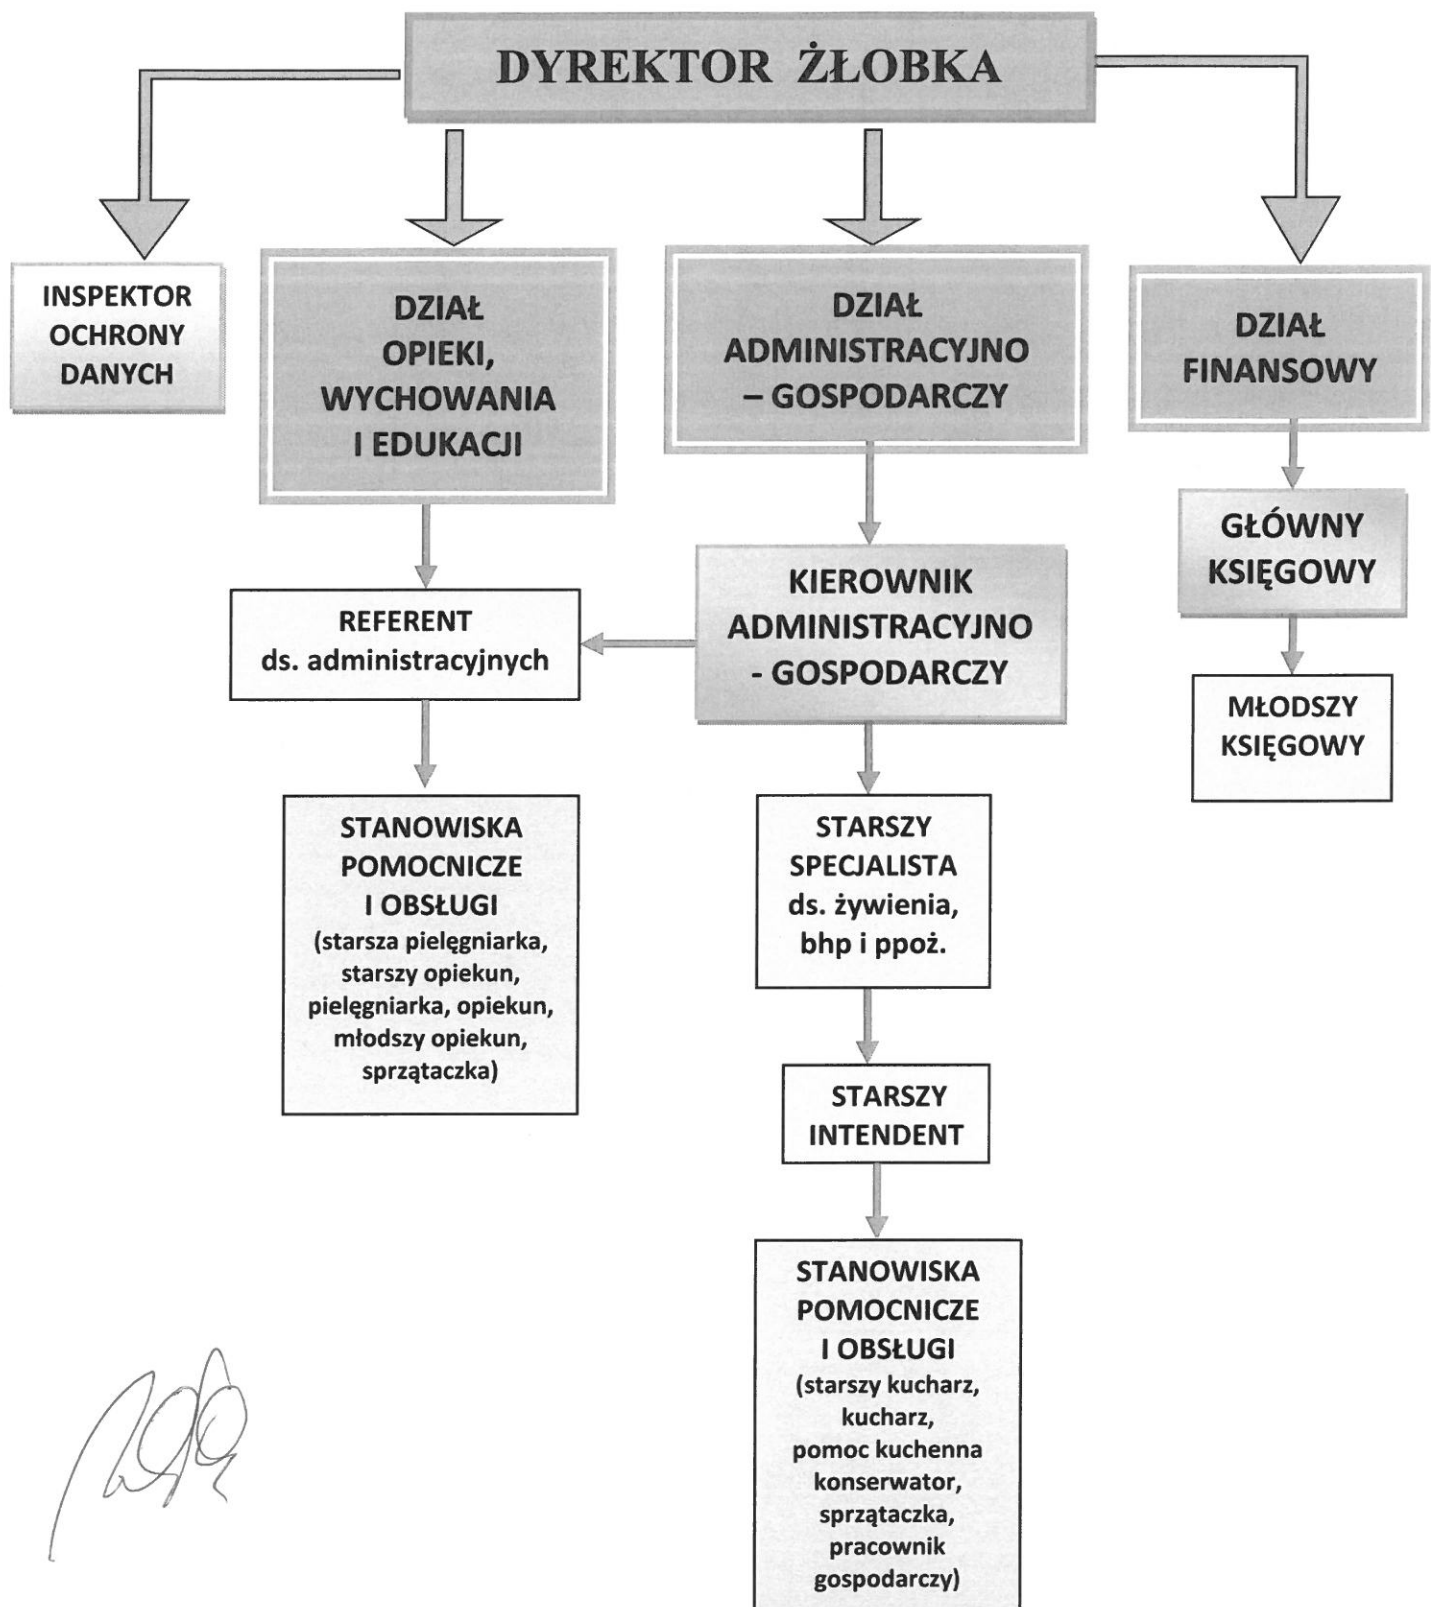 DYREKTOR ŻŁOBKA
INSPEKTOR
OCHRONY
DANYCH
DZIAŁ
OPIEKI,
WYCHOWANIA
I EDUKACJI
DZIAŁ
ADMINISTRACYJNO
– GOSPODARCZY
DZIAŁ
FINANSOWY
GŁÓWNY
KSIĘGOWY
REFERENT
ds. administracyjnych
KIEROWNIK
ADMINISTRACYJNO
- GOSPODARCZY
MŁODSZY
KSIĘGOWY
STANOWISKA
POMOCNICZE
I OBSŁUGI
(starsza pielęgniarka,
starszy opiekun,
pielęgniarka, opiekun,
młodszy opiekun,
sprzątaczka)
STARSZY
SPECJALISTA
ds. żywienia,
bhp i ppoż.
STARSZY
INTENDENT
STANOWISKA
POMOCNICZE
I OBSŁUGI
(starszy kucharz,
kucharz,
pomoc kuchenna
konserwator,
sprzątaczka,
pracownik
gospodarczy)